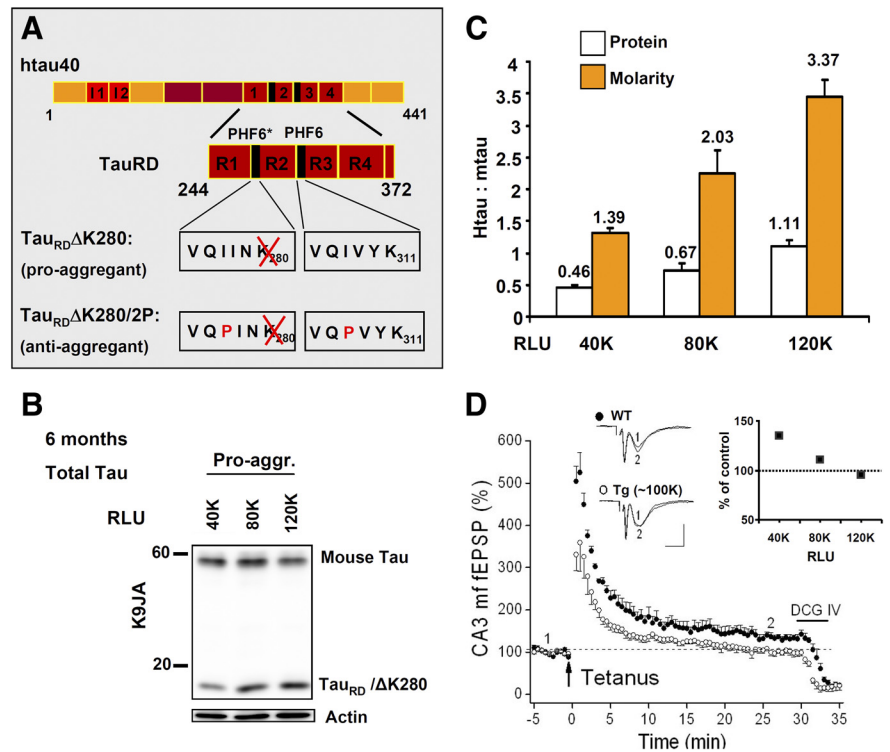 A
htau40
I1 I2 1 2 3 4
1 441
PHF6* PHF6
TauRD R1 R2 R3 R4
244 372
TauRDΔK280:
(pro-aggregant)
V Q I I N K280 V Q I V Y K311
TauRDΔK280/2P:
(anti-aggregant)
V Q P I N K280 V Q P V Y K311
B
6 months
Total Tau
Pro-aggr.
RLU 40K 80K 120K
60
Mouse Tau
K9JA
20
TauRD /ΔK280
Actin
C
Protein
Molarity
Htau : mtau
4
3.5
3
2.5
2
1.5
1
0.5
0
0.46 1.39 0.67 2.03 1.11 3.37
RLU 40K 80K 120K
D
CA3 mf fEPSP (%)
600
500
400
300
200
100
0
WT
1
2
Tg (~100K)
1
2
% of control
150
100
50
40K 80K 120K
RLU
1
2
DCG IV
Tetanus
-5 0 5 10 15 20 25 30 35
Time (min)